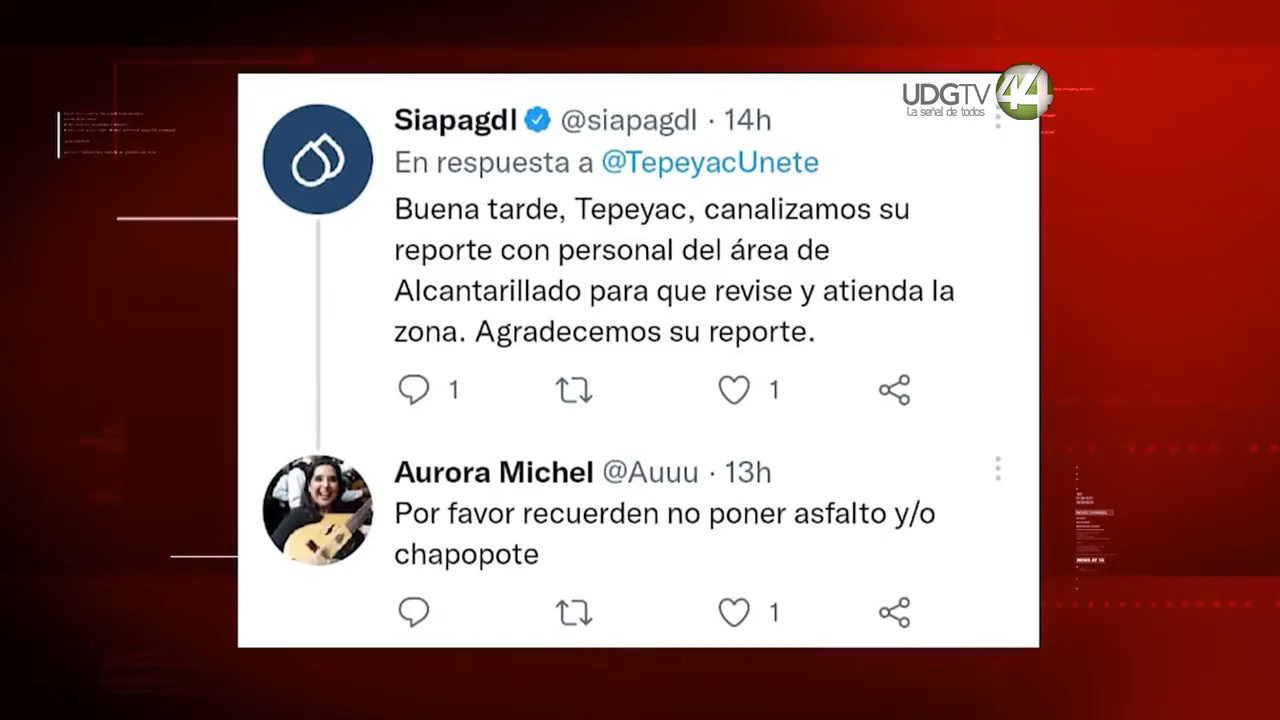 UDGTV 44
La señal de todos
Siapagdl @siapagdl · 14h
En respuesta a @TepeyacUnete
Buena tarde, Tepeyac, canalizamos su
reporte con personal del área de
Alcantarillado para que revise y atienda la
zona. Agradecemos su reporte.
1 1
Aurora Michel @Auuu · 13h
Por favor recuerden no poner asfalto y/o
chapopote
1